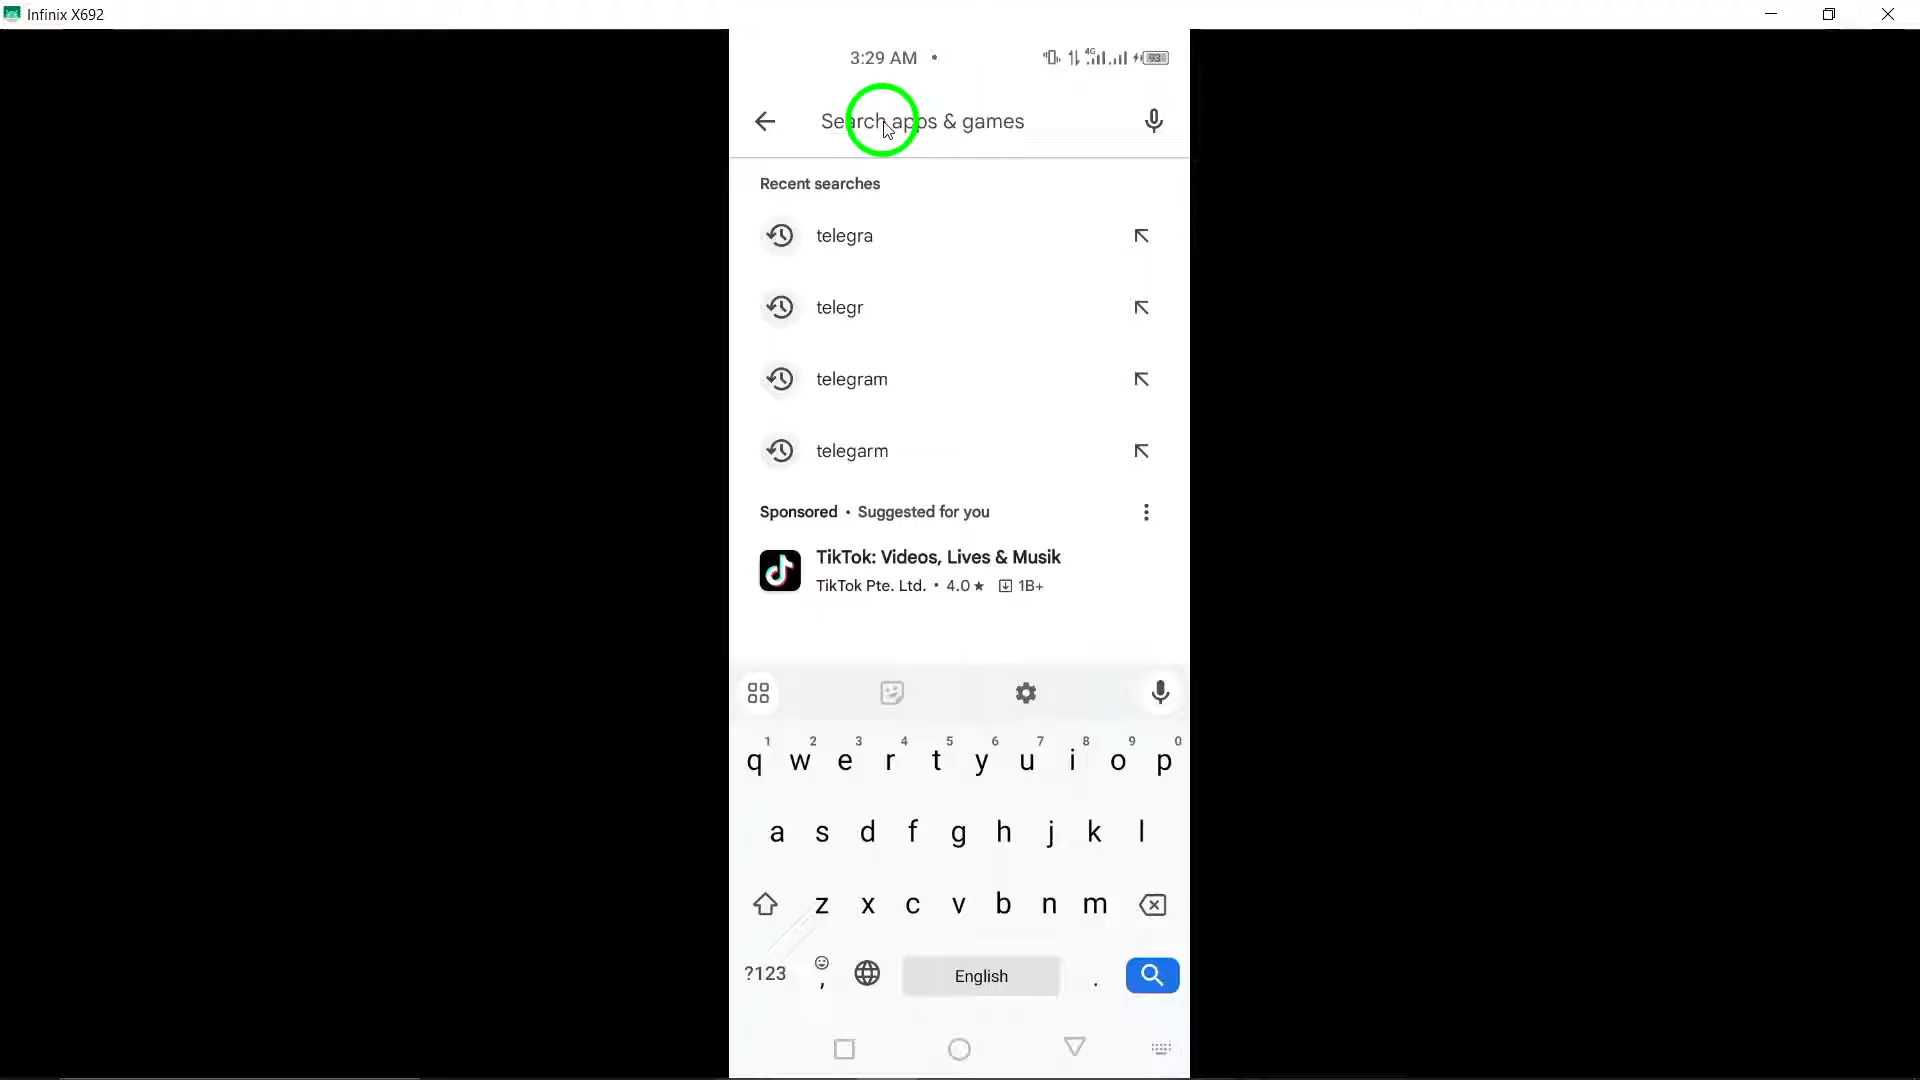 Infinix X692
3:29 AM •
4G
93
Search apps & games
Recent searches
telegra
telegr
telegram
telegarm
Sponsored • Suggested for you
TikTok: Videos, Lives & Musik
TikTok Pte. Ltd. • 4.0★ 1B+
1 2 3 4 5 6 7 8 9 0
q w e r t y u i o p
a s d f g h j k l
z x c v b n m
?123 , English .